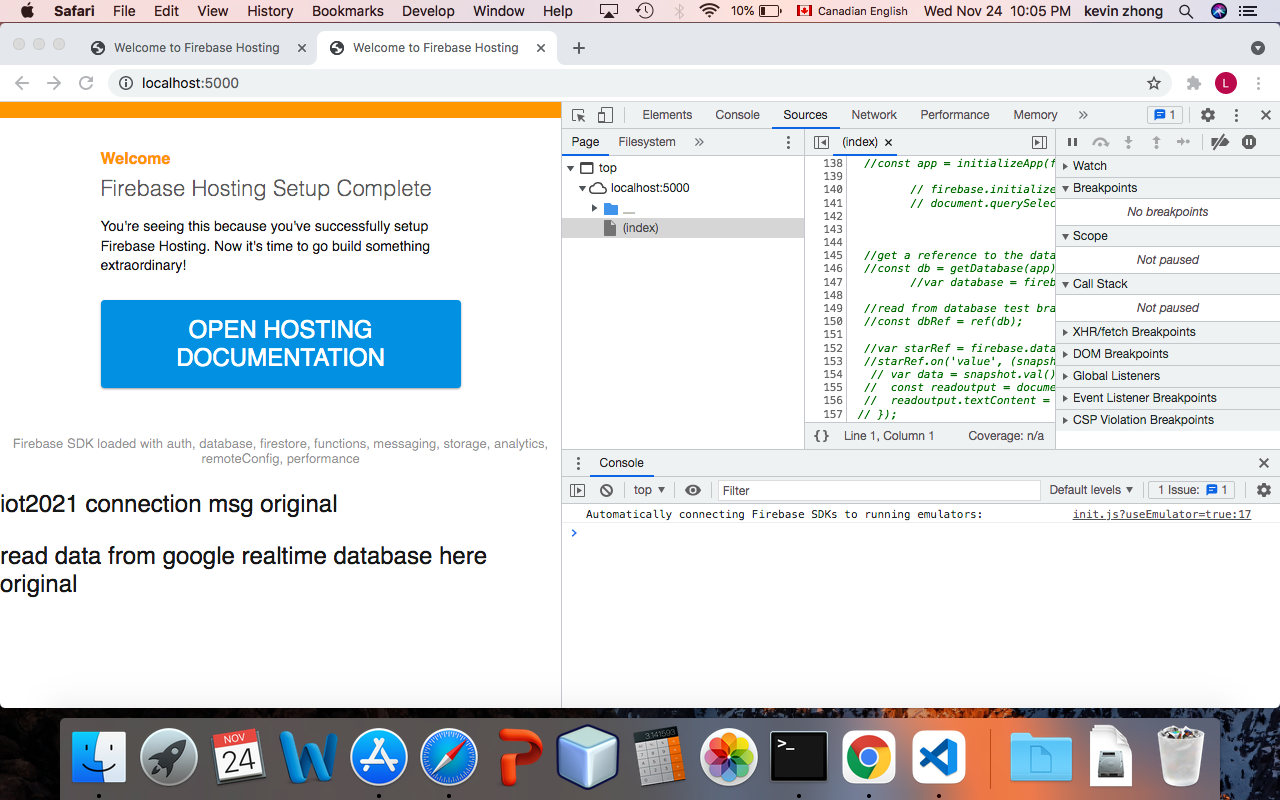 Safari File Edit View History Bookmarks Develop Window Help 10% Canadian English Wed Nov 24 10:05 PM kevin zhong
Welcome to Firebase Hosting Welcome to Firebase Hosting
localhost:5000 L
Welcome
Firebase Hosting Setup Complete
You're seeing this because you've successfully setup
Firebase Hosting. Now it's time to go build something
extraordinary!
OPEN HOSTING
DOCUMENTATION
Firebase SDK loaded with auth, database, firestore, functions, messaging, storage, analytics,
remoteConfig, performance
iot2021 connection msg original
read data from google realtime database here
original
Elements Console Sources Network Performance Memory » 1
Page Filesystem »
top
localhost:5000
__
(index)
(index)
138 //const app = initializeApp(f
139
140 // firebase.initialize
141 // document.querySelec
142
143
144
145 //get a reference to the data
146 //const db = getDatabase(app)
147 //var database = fireb
148
149 //read from database test bra
150 //const dbRef = ref(db);
151
152 //var starRef = firebase.data
153 //starRef.on('value', (snapsh
154 // var data = snapshot.val()
155 // const readoutput = docume
156 // readoutput.textContent =
157 // });
{} Line 1, Column 1 Coverage: n/a
Watch
Breakpoints
No breakpoints
Scope
Not paused
Call Stack
Not paused
XHR/fetch Breakpoints
DOM Breakpoints
Global Listeners
Event Listener Breakpoints
CSP Violation Breakpoints
Console
top Filter Default levels 1 Issue: 1
Automatically connecting Firebase SDKs to running emulators: init.js?useEmulator=true:17
NOV
24
3.141593
>_